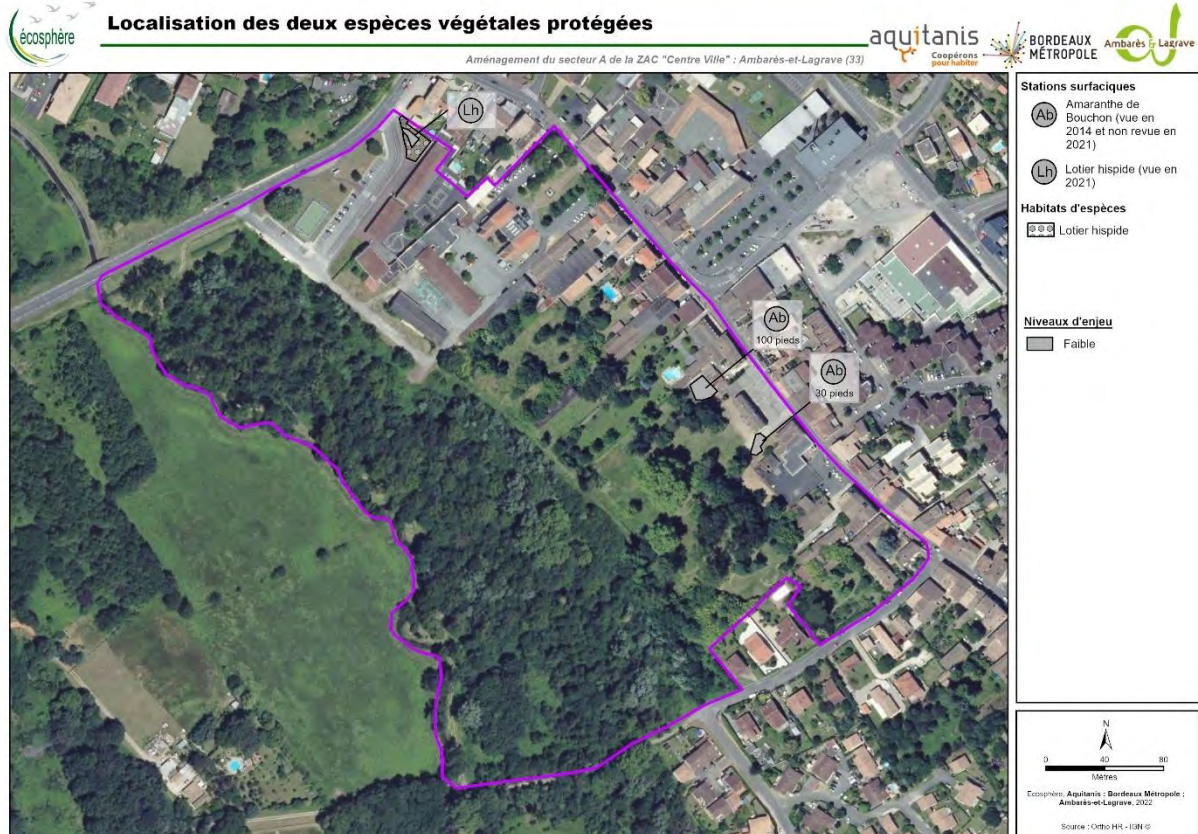 écosphère
Localisation des deux espèces végétales protégées
Aménagement du secteur A de la ZAC "Centre Ville" : Ambarès-et-Lagrave (33)
aquitanis
Coopérons
pour habiter
BORDEAUX
MÉTROPOLE
Ambarès & Lagrave
Lh
Ab
100 pieds
Ab
30 pieds
Stations surfaciques
Ab
Amaranthe de
Bouchon (vue en
2014 et non revue en
2021)
Lh
Lotier hispide (vue en
2021)
Habitats d'espèces
Lotier hispide
Niveaux d'enjeu
Faible
N
0 40 80
Mètres
Ecosphère, Aquitanis ; Bordeaux Métropole ;
Ambarès-et-Lagrave, 2022
Source : Ortho HR - IGN ©